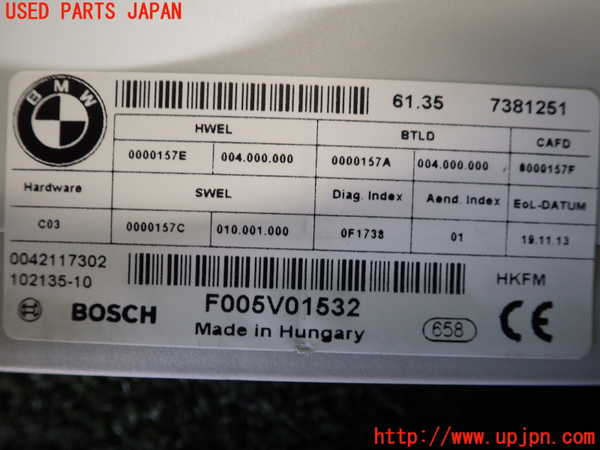 USED PARTS JAPAN
BMW
61.35 7381251
HWEL BTLD CAFD
0000157E 004.000.000 0000157A 004.000.000 0000157F
Hardware SWEL Diag. Index Aend. Index EoL-DATUM
C03 0000157C 010.001.000 0F1738 01 19.11.13
0042117302
102135-10 HKFM
BOSCH F005V01532 CE
Made in Hungary 658
http://www.upjpn.com/